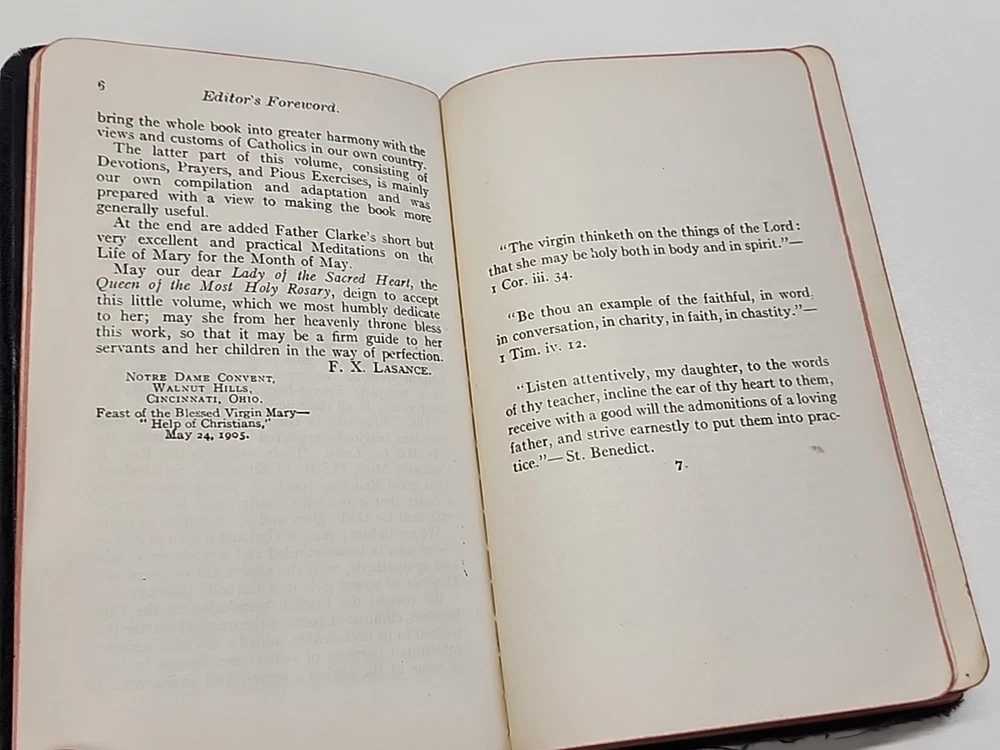 6
Editor's Foreword.
bring the whole book into greater harmony with the
views and customs of Catholics in our own country.
The latter part of this volume, consisting of
Devotions, Prayers, and Pious Exercises, is mainly
our own compilation and adaptation and was
prepared with a view to making the book more
generally useful.
At the end are added Father Clarke's short but
very excellent and practical Meditations on the
Life of Mary for the Month of May.
May our dear Lady of the Sacred Heart, the
Queen of the Most Holy Rosary, deign to accept
this little volume, which we most humbly dedicate
to her; may she from her heavenly throne bless
this work, so that it may be a firm guide to her
servants and her children in the way of perfection.
F. X. LASANCE.
NOTRE DAME CONVENT,
WALNUT HILLS,
CINCINNATI, OHIO.
Feast of the Blessed Virgin Mary—
"Help of Christians,"
May 24, 1905.
"The virgin thinketh on the things of the Lord:
that she may be holy both in body and in spirit."—
1 Cor. iii. 34.
"Be thou an example of the faithful, in word,
in conversation, in charity, in faith, in chastity."—
1 Tim. iv. 12.
"Listen attentively, my daughter, to the words
of thy teacher, incline the ear of thy heart to them,
receive with a good will the admonitions of a loving
father, and strive earnestly to put them into prac-
tice."—St. Benedict.
7.